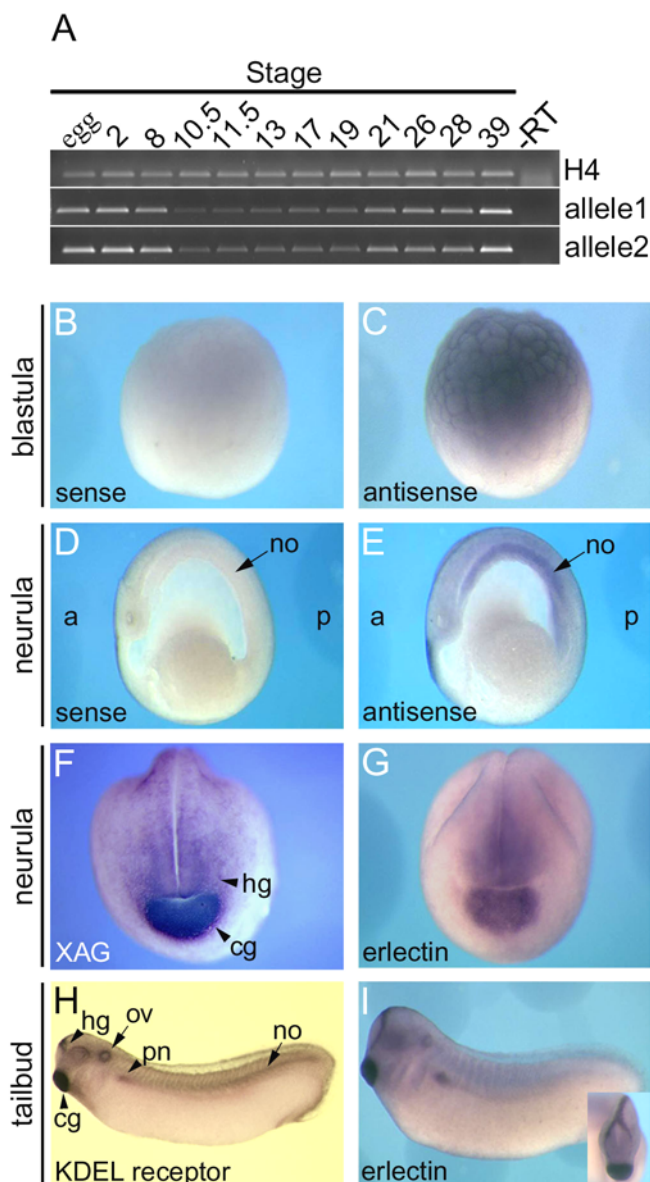 A
Stage
egg 2 8 10.5 11.5 13 17 19 21 26 28 39 -RT
H4
allele1
allele2
blastula
B
sense
C
antisense
neurula
D
no
a
p
sense
E
no
a
p
antisense
neurula
F
hg
cg
XAG
G
erlectin
tailbud
H
hg
ov
pn
no
cg
KDEL receptor
I
erlectin